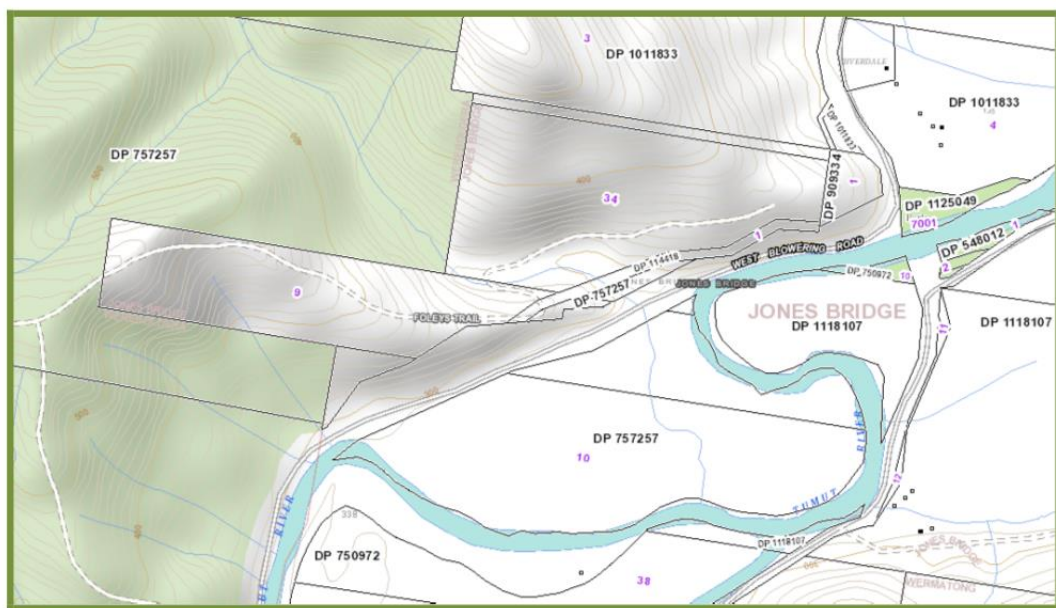 3
DP 1011833
DP 1011833
4
DP 757257
DP 1011833
400
34
DP 909334
1
DP 1125049
7001
DP 548012
1
2
1
WEST BLOWERING ROAD
DP 114418
DP 757257
DP 750972
10
JONES BRIDGE
JONES BRIDGE
9
FOLEYS TRAIL
DP 1118107
DP 1118107
11
300
DP 757257
10
RIVER
TUMUT
12
RIVER
338
DP 750972
DP 1118107
38
JONES BRIDGE
WERMATONG